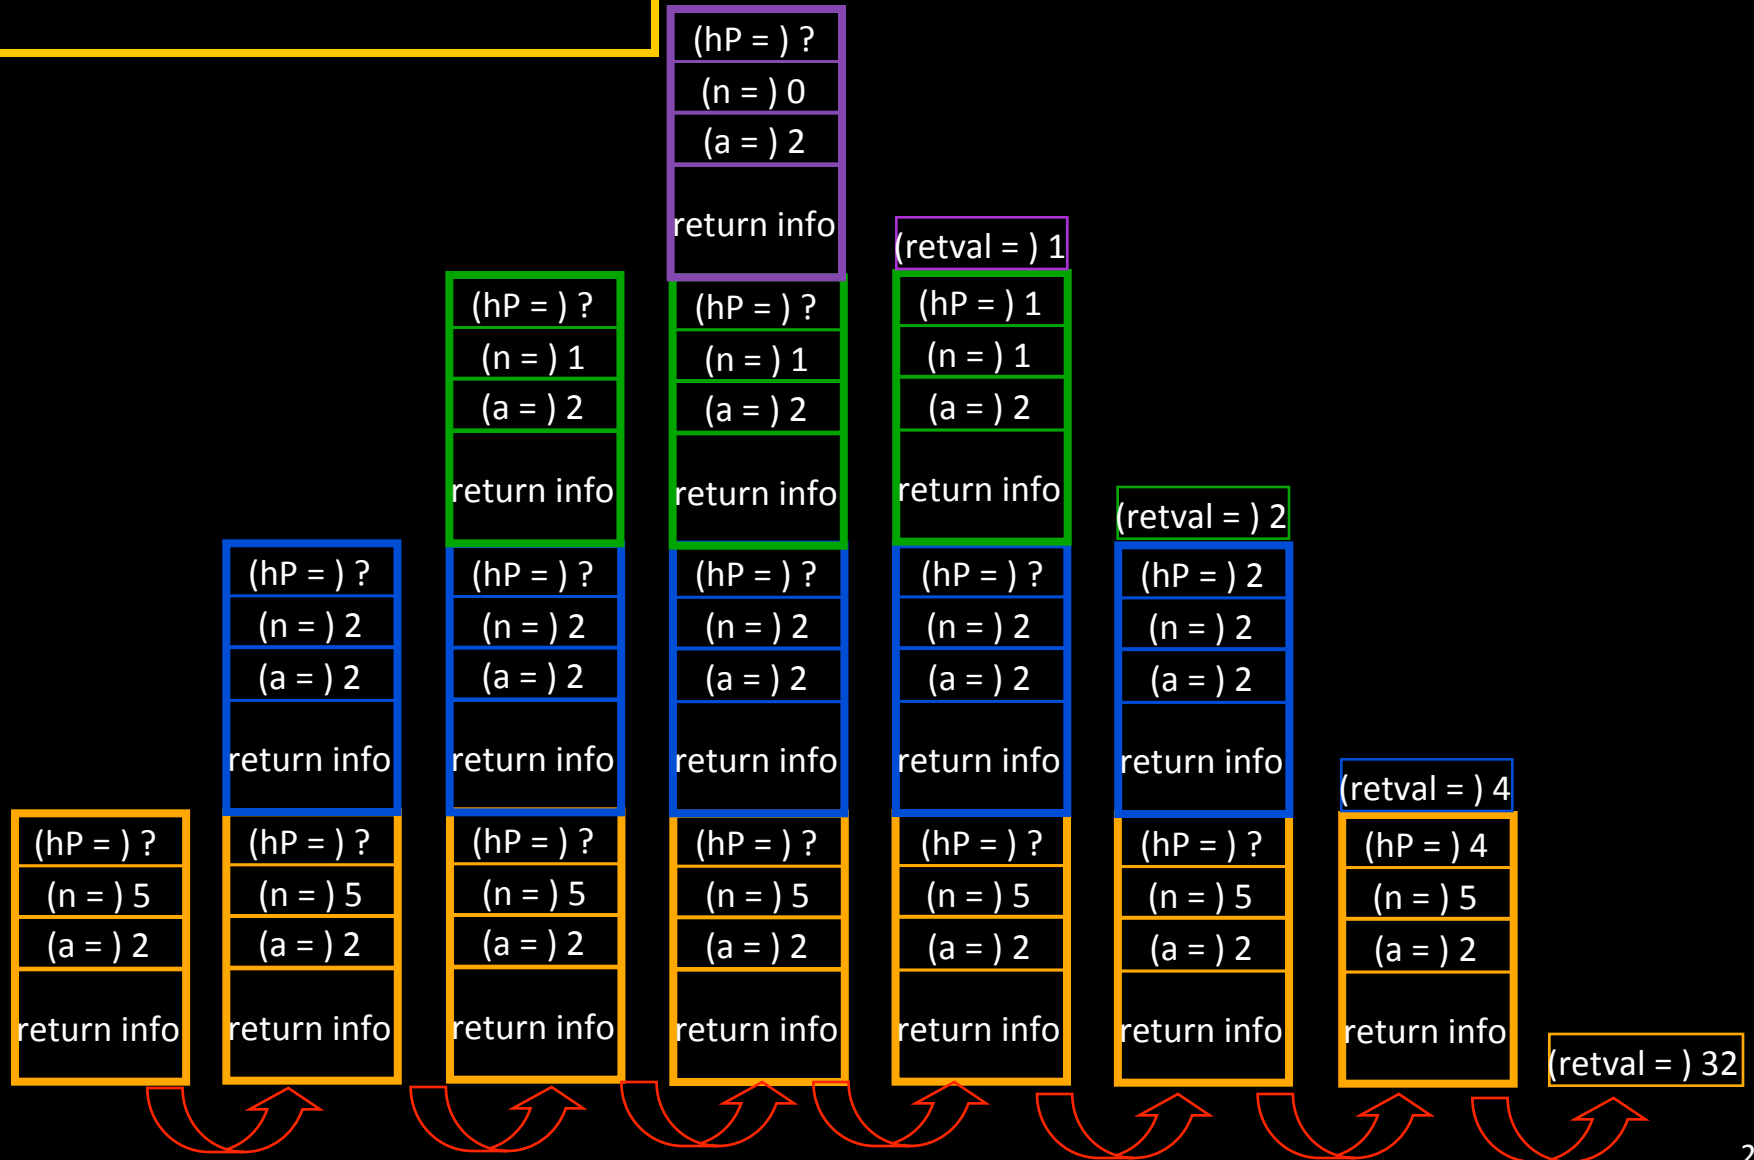 (hP = ) ?
(n = ) 5
(a = ) 2
return info
(hP = ) ?
(n = ) 2
(a = ) 2
return info
(hP = ) ?
(n = ) 5
(a = ) 2
return info
(hP = ) ?
(n = ) 1
(a = ) 2
return info
(hP = ) ?
(n = ) 2
(a = ) 2
return info
(hP = ) ?
(n = ) 5
(a = ) 2
return info
(hP = ) ?
(n = ) 0
(a = ) 2
return info
(hP = ) ?
(n = ) 1
(a = ) 2
return info
(hP = ) ?
(n = ) 2
(a = ) 2
return info
(hP = ) ?
(n = ) 5
(a = ) 2
return info
(retval = ) 1
(hP = ) 1
(n = ) 1
(a = ) 2
return info
(hP = ) ?
(n = ) 2
(a = ) 2
return info
(hP = ) ?
(n = ) 5
(a = ) 2
return info
(retval = ) 2
(hP = ) 2
(n = ) 2
(a = ) 2
return info
(hP = ) ?
(n = ) 5
(a = ) 2
return info
(retval = ) 4
(hP = ) 4
(n = ) 5
(a = ) 2
return info
(retval = ) 32